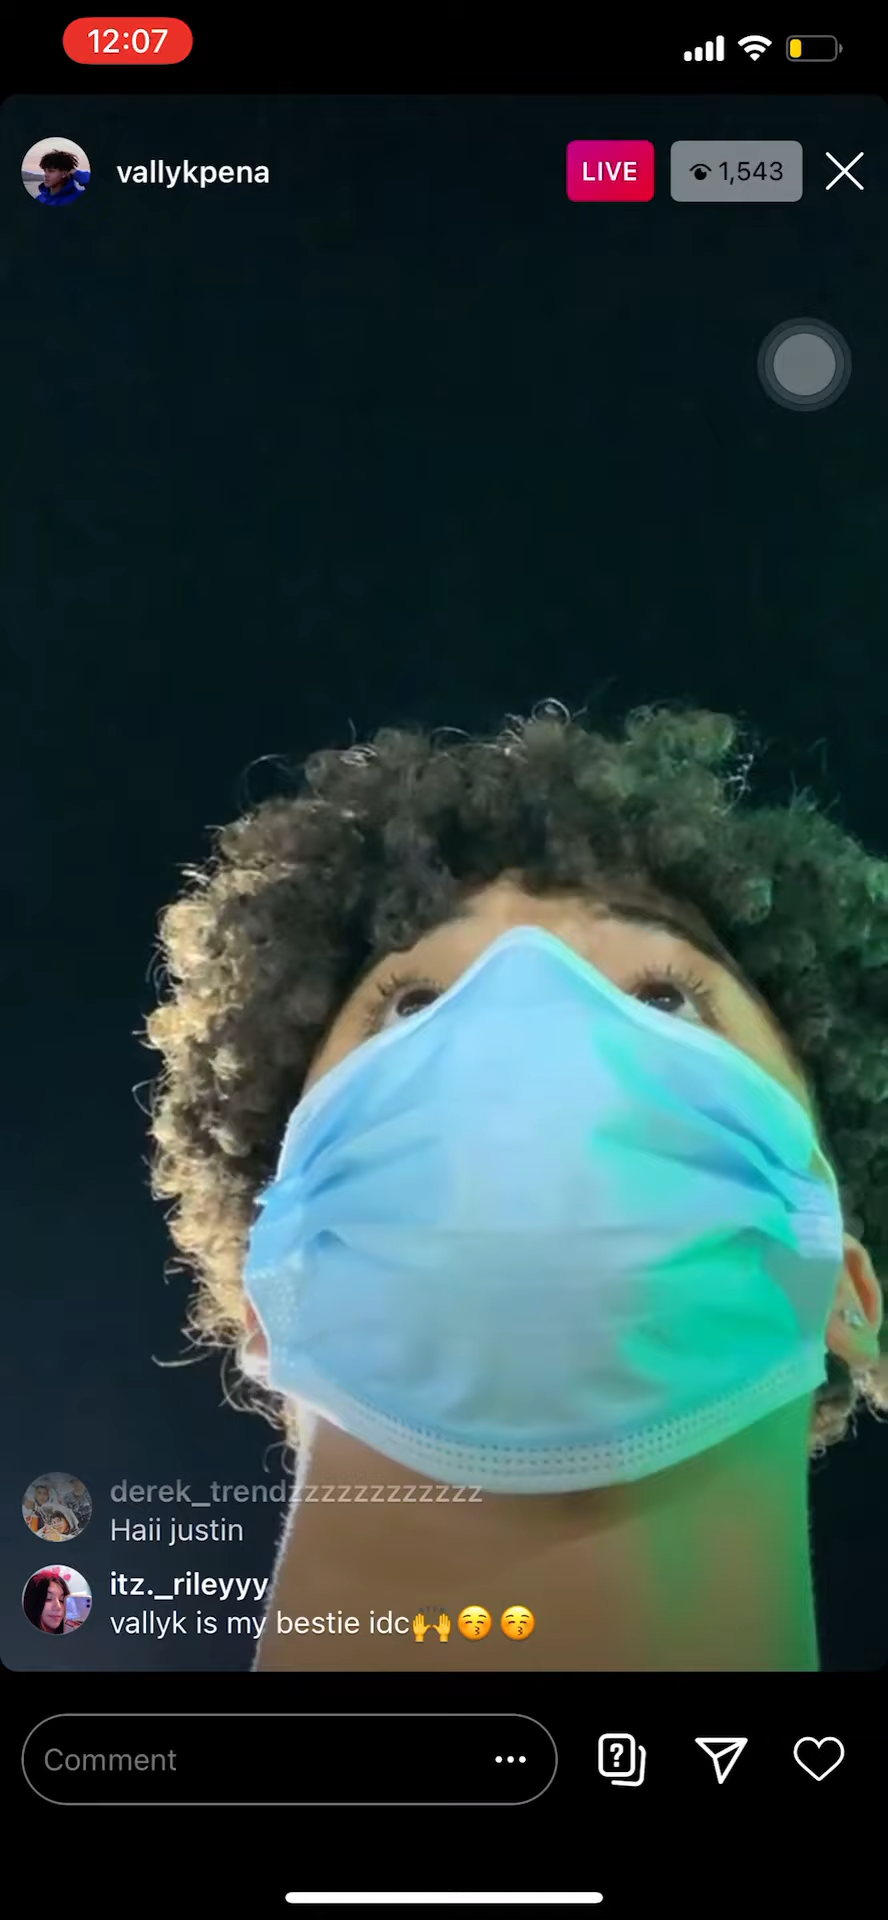 12:07
vallykpena
LIVE
1,543
derek_trendzzzzzzzzzzzz
Haii justin
itz._rileyyy
vallyk is my bestie idc🙌😚😚
Comment
?